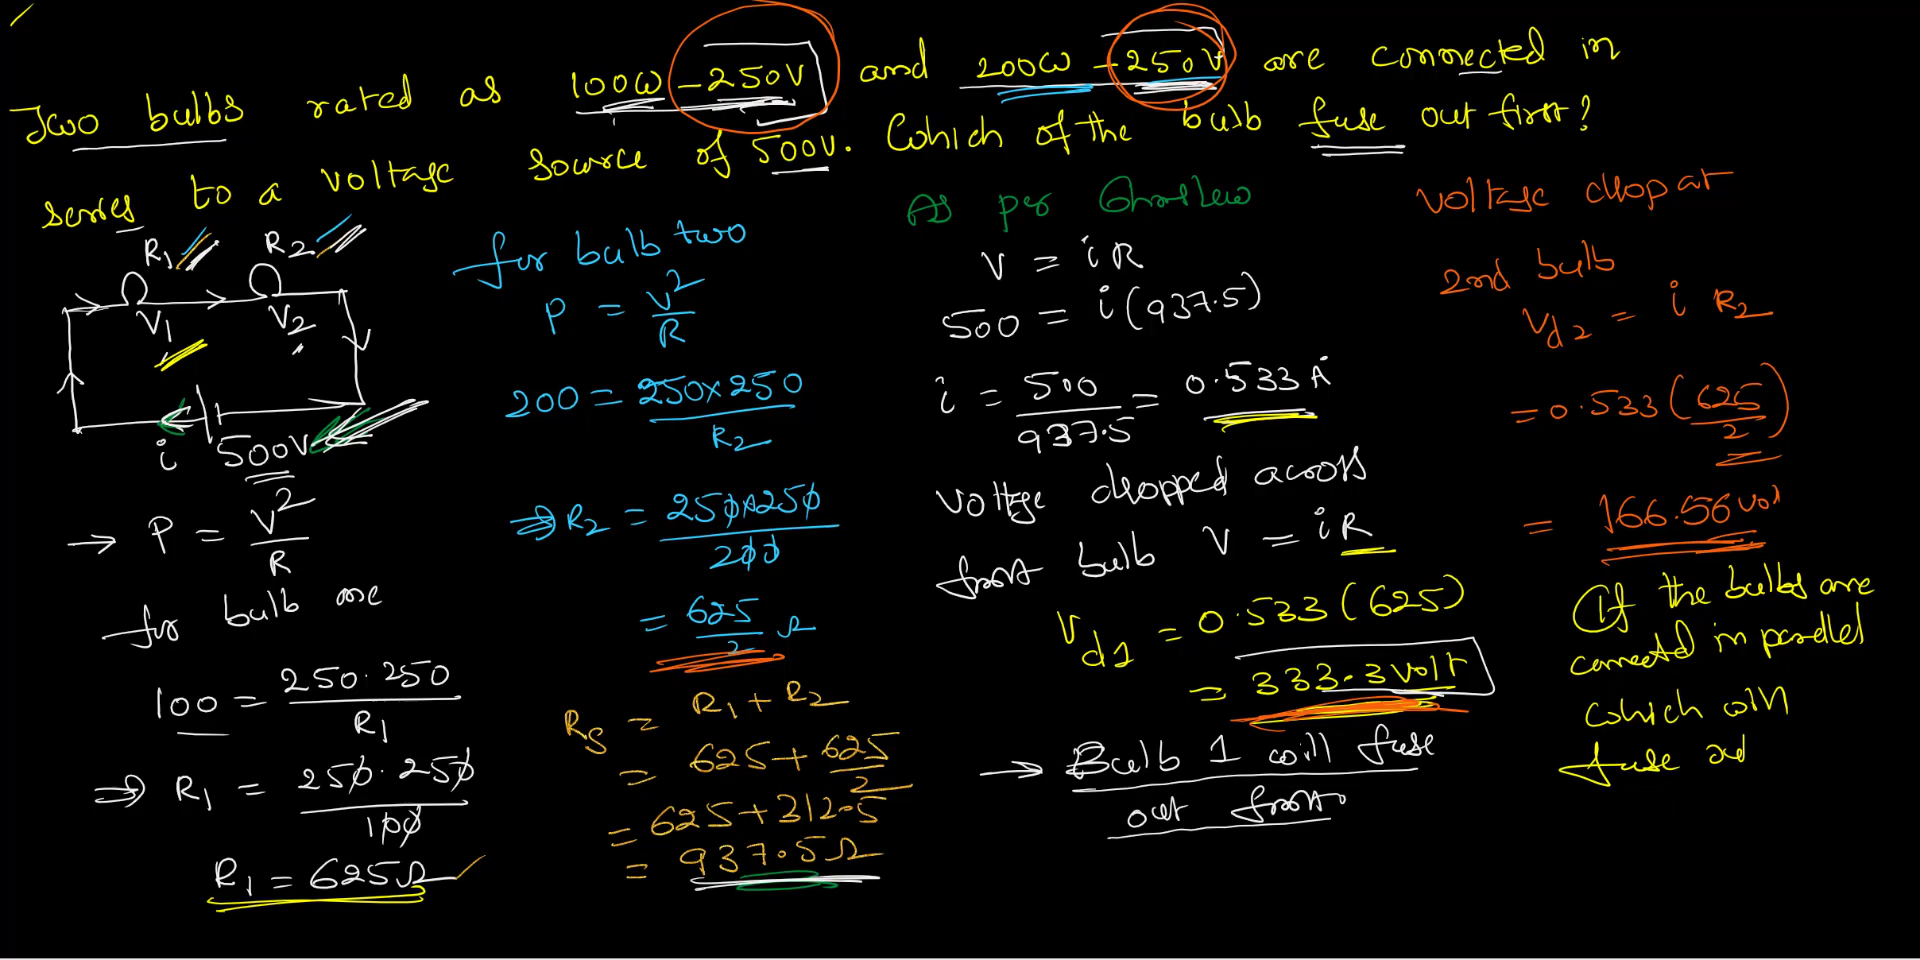 Two bulbs rated as 100W - 250V and 200W - 250V are connected in
series to a voltage source of 500V. Which of the bulb fuse out first?
R1 R2
V1 V2
i 500V
→ P = V²/R
for bulb one
100 = 250.250/R1
⇒ R1 = 250.250/100
R1 = 625Ω
for bulb two
P = V²/R
200 = 250×250/R2
⇒ R2 = 250×250/200
= 625/2 Ω
RS = R1 + R2
= 625 + 625/2
= 625 + 312.5
= 937.5Ω
As per Ohms law
V = iR
500 = i(937.5)
i = 500/937.5 = 0.533A
Voltage dropped across
first bulb V = iR
Vd1 = 0.533(625)
= 333.3 volt
→ Bulb 1 will fuse
out first.
Voltage drop at
2nd bulb
Vd2 = i R2
= 0.533(625/2)
= 166.56 vol
If the bulbs are
connected in parallel
which will
fuse out